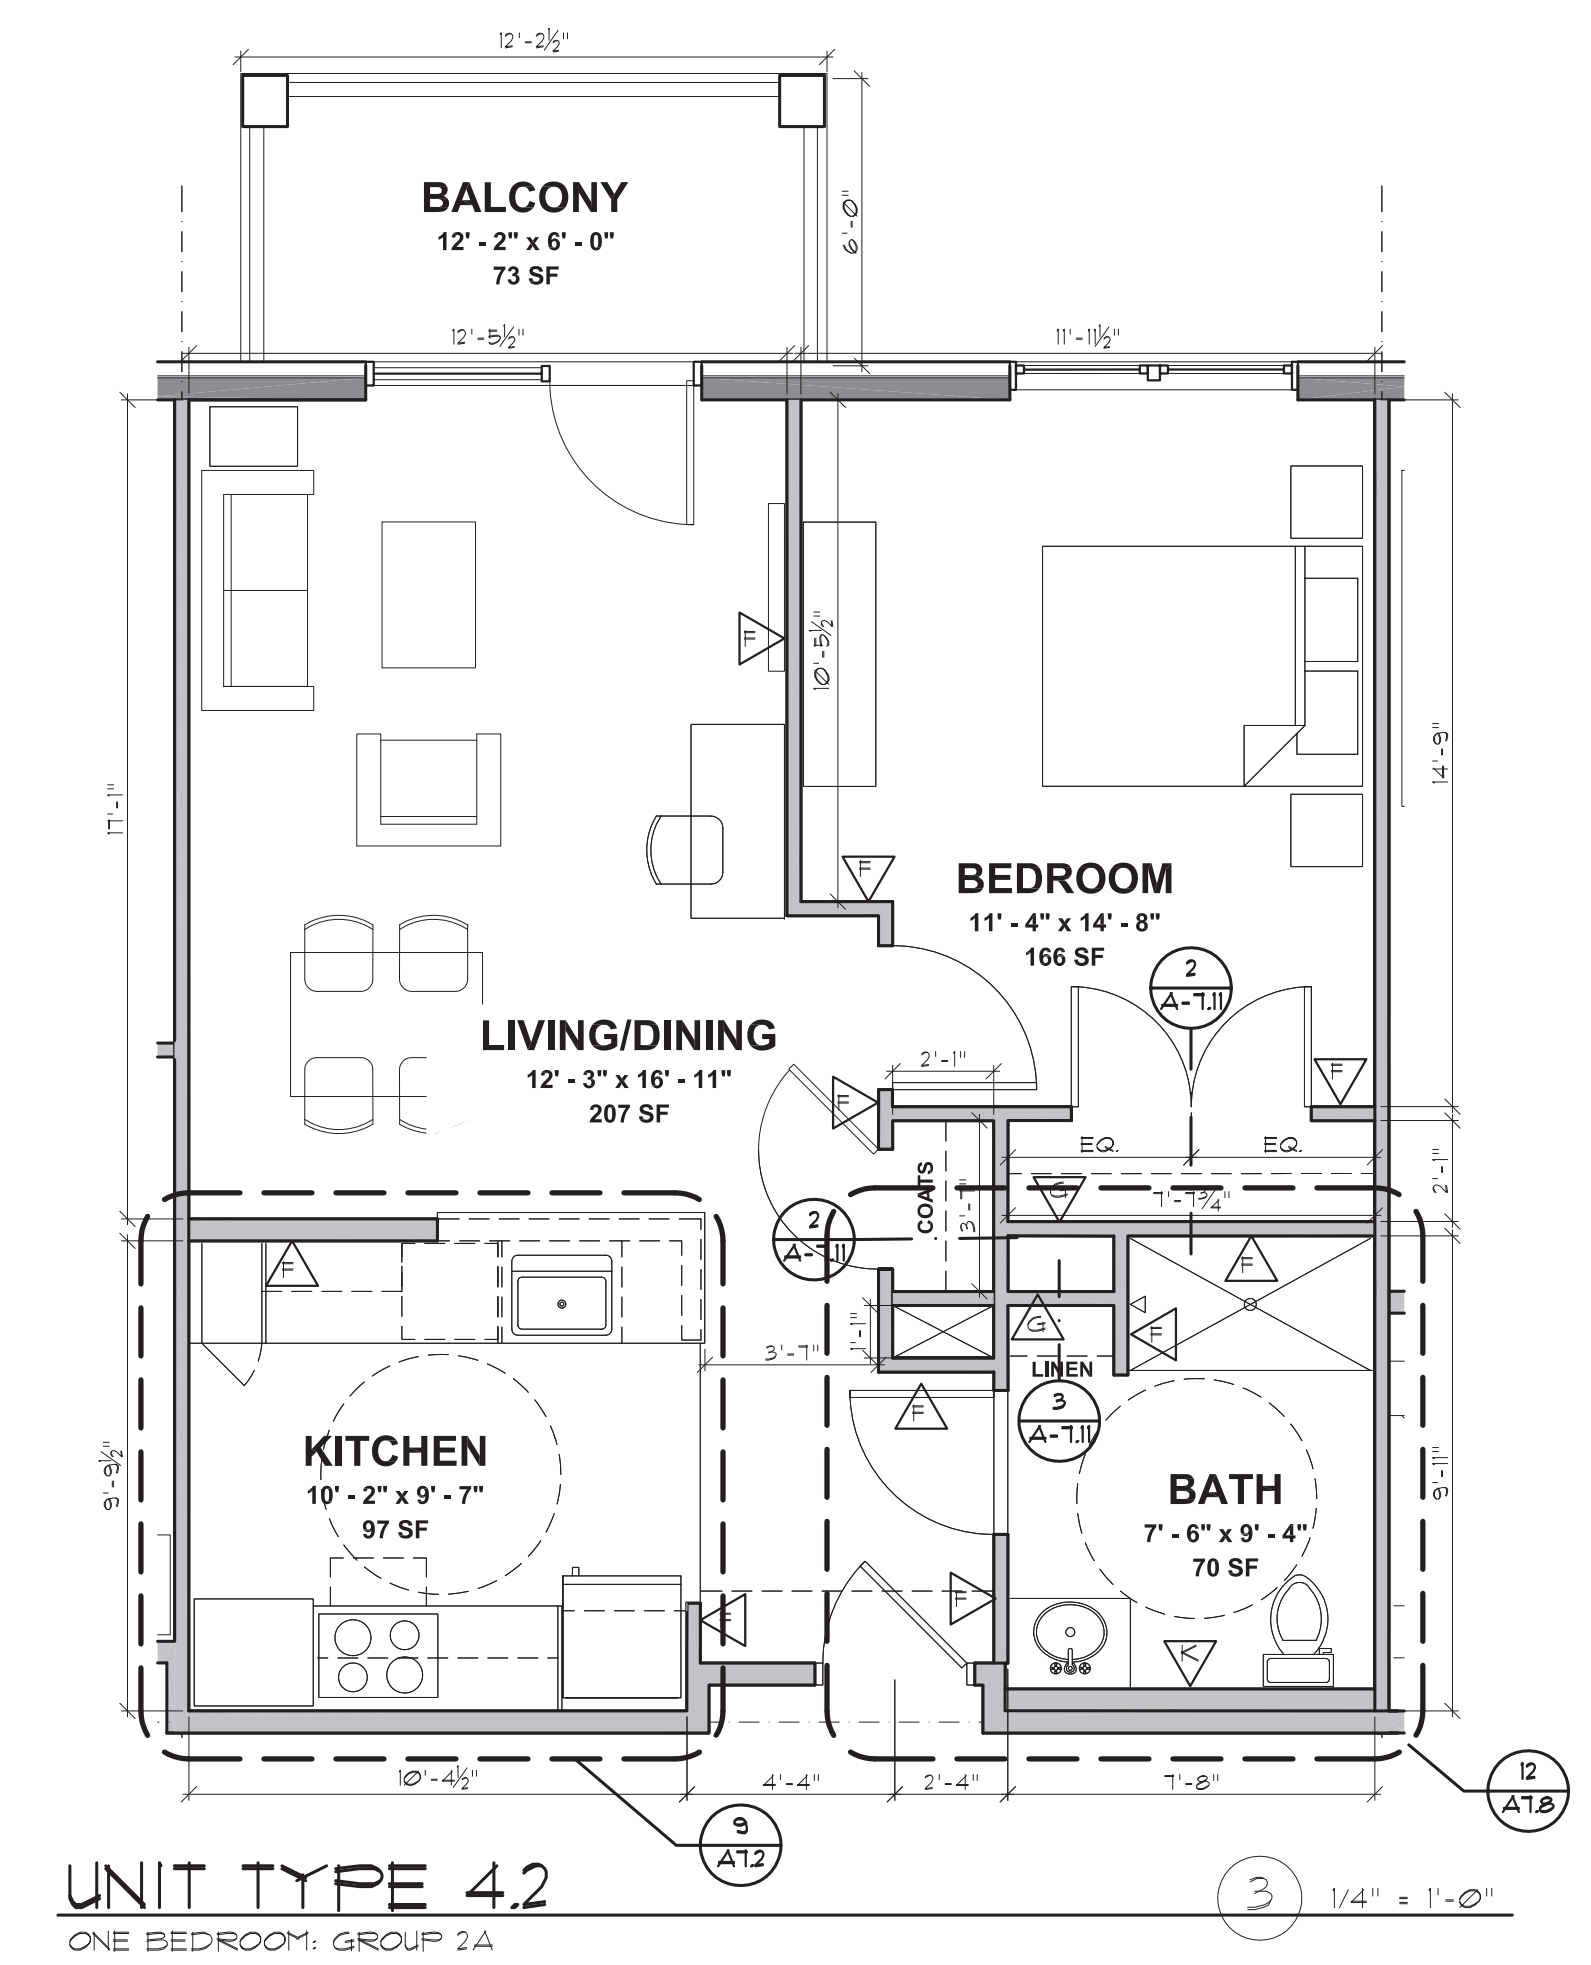 12'-2½"
BALCONY
12' - 2" x 6' - 0"
73 SF
6'-0"
12'-5½"
11'-11½"
17'-1"
F
10'-5½"
14'-9"
F
BEDROOM
11' - 4" x 14' - 8"
166 SF
2
A-7.11
LIVING/DINING
12' - 3" x 16' - 11"
207 SF
2'-1"
F
F
EQ.
EQ.
2'-1"
COATS
3'-7"
G
7'-7¾"
2
A-7.11
F
F
G
F
1'-1"
3'-7"
LINEN
3
A-7.11
F
KITCHEN
10' - 2" x 9' - 7"
97 SF
9'-9½"
BATH
7' - 6" x 9' - 4"
70 SF
9'-11"
F
F
K
10'-4½"
4'-4"
2'-4"
7'-8"
12
A7.8
9
A7.2
UNIT TYPE 4.2
3
1/4" = 1'-0"
ONE BEDROOM: GROUP 2A